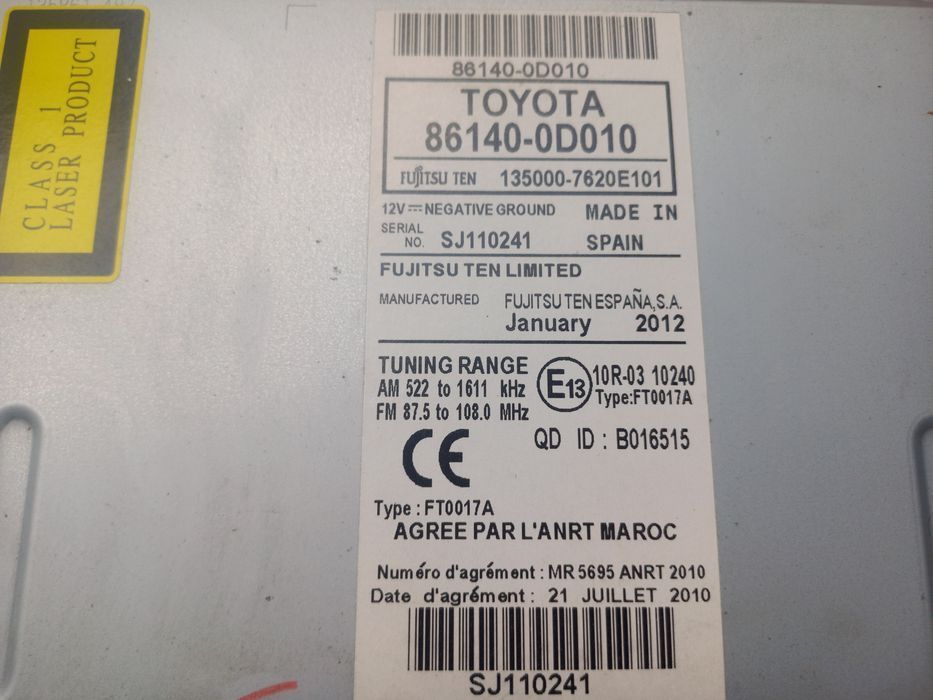 CLASS 1
LASER PRODUCT
86140-0D010
TOYOTA
86140-0D010
FUJITSU TEN 135000-7620E101
12V NEGATIVE GROUND MADE IN
SERIAL NO. SJ110241 SPAIN
FUJITSU TEN LIMITED
MANUFACTURED FUJITSU TEN ESPAÑA,S.A.
January 2012
TUNING RANGE
AM 522 to 1611 kHz
FM 87.5 to 108.0 MHz
E13 10R-03 10240
Type:FT0017A
CE
QD ID : B016515
Type : FT0017A
AGREE PAR L'ANRT MAROC
Numéro d'agrément : MR 5695 ANRT 2010
Date d'agrément : 21 JUILLET 2010
SJ110241